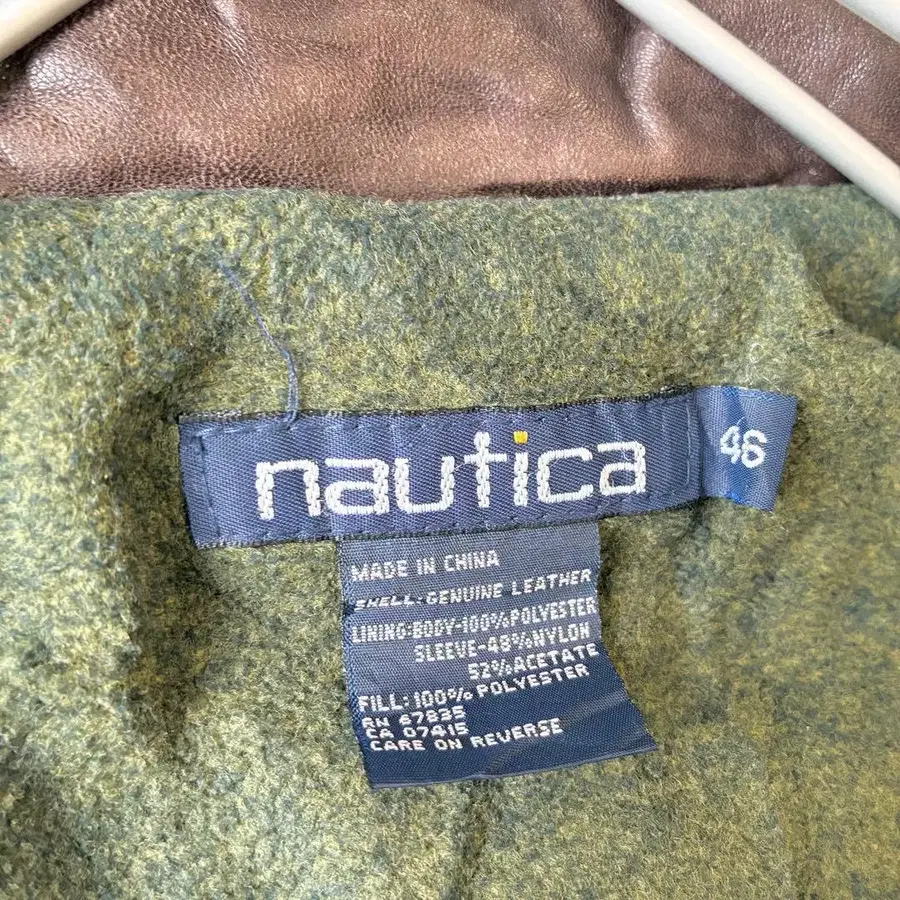 nautica
46
MADE IN CHINA
SHELL-GENUINE LEATHER
LINING:BODY-100%POLYESTER
SLEEVE-48%NYLON
52%ACETATE
FILL: 100% POLYESTER
RN 67835
CA 07415
CARE ON REVERSE